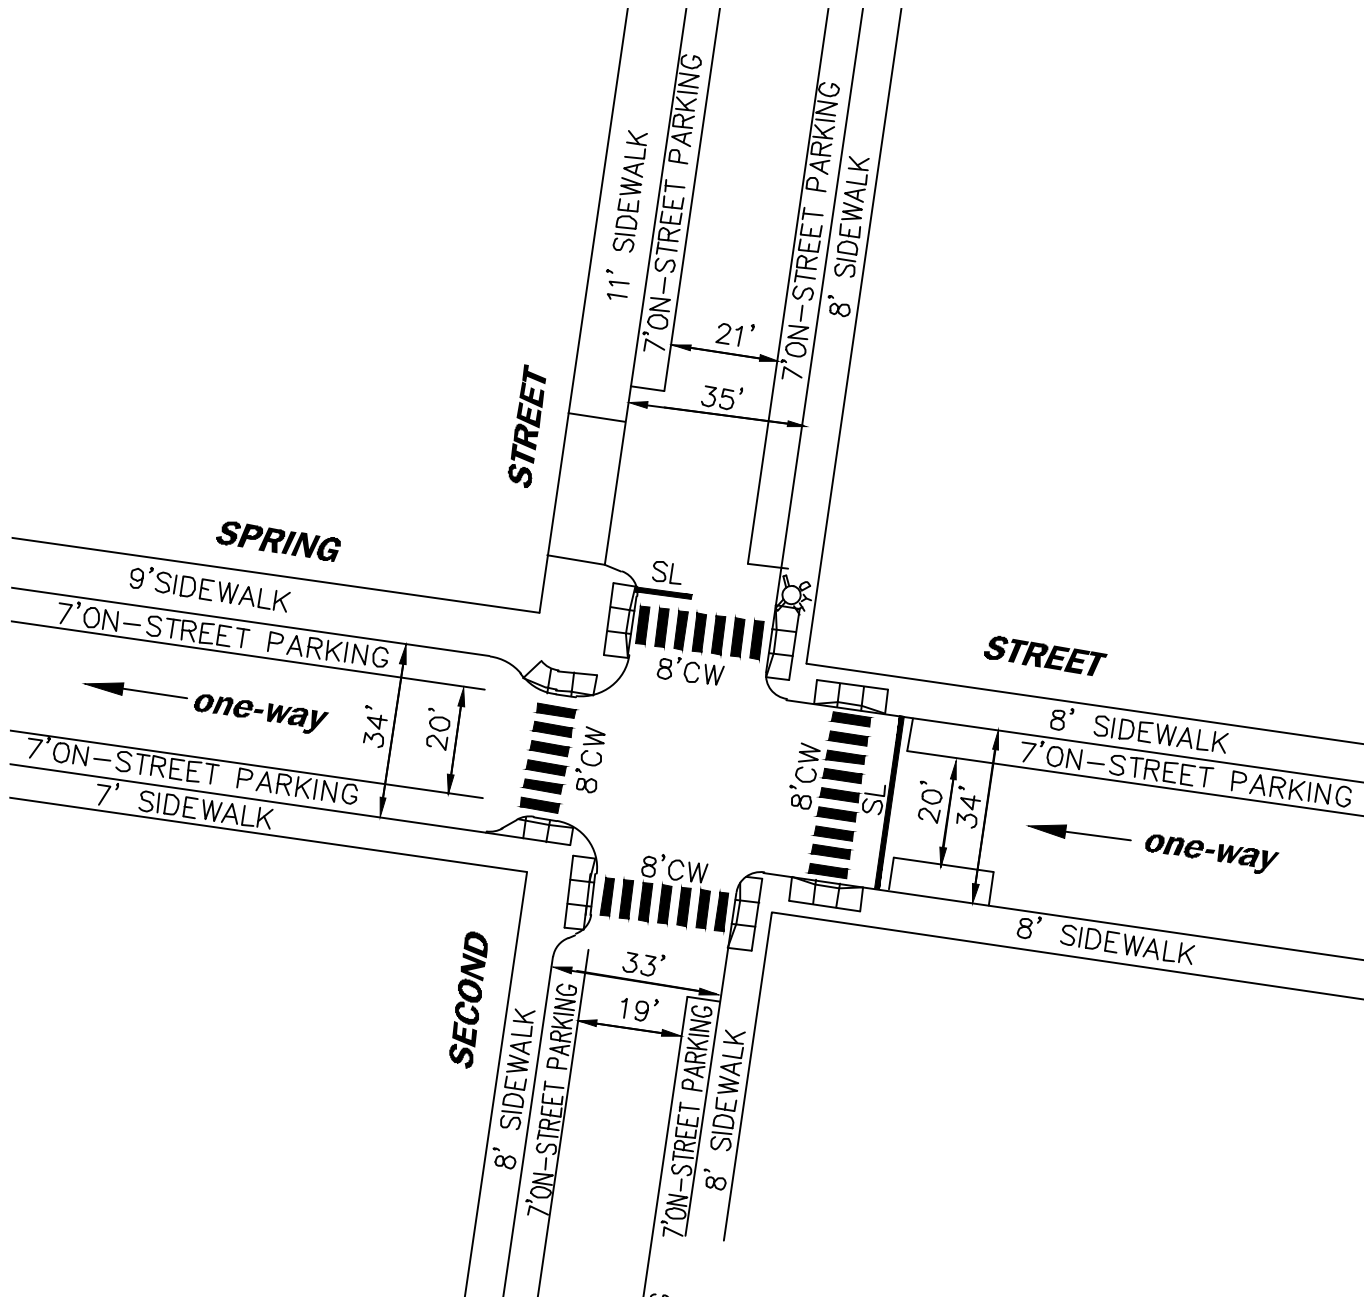 11' SIDEWALK
7'ON-STREET PARKING
7'ON-STREET PARKING
8' SIDEWALK
21'
35'
STREET
SPRING
9'SIDEWALK
7'ON-STREET PARKING
one-way
34'
20'
7'ON-STREET PARKING
7' SIDEWALK
SL
8'CW
8'CW
8'CW
SL
8'CW
STREET
8' SIDEWALK
7'ON-STREET PARKING
20'
34'
one-way
8' SIDEWALK
SECOND
33'
19'
8' SIDEWALK
7'ON-STREET PARKING
7'ON-STREET PARKING
8' SIDEWALK